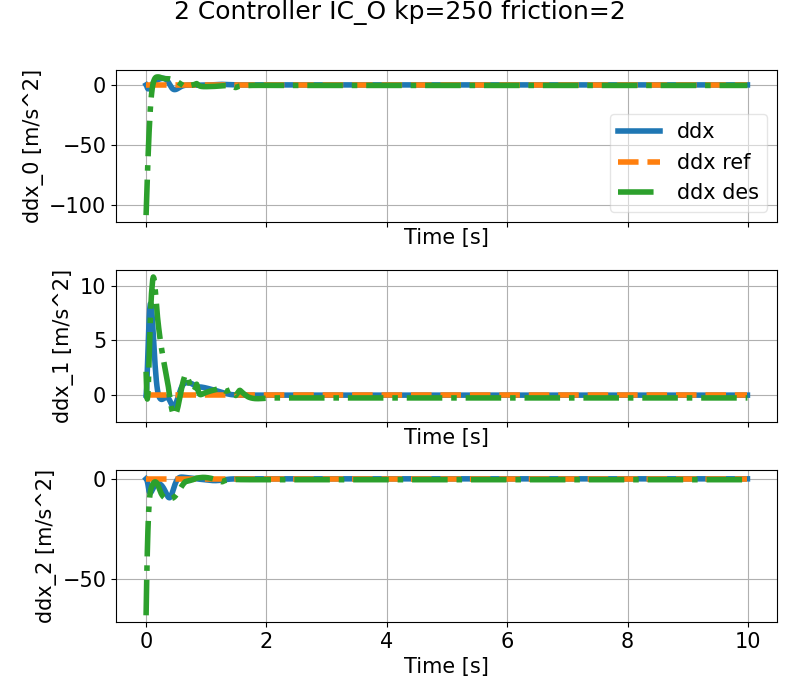 2 Controller IC_O kp=250 friction=2
ddx_0 [m/s^2]
0
−50
−100
ddx
ddx ref
ddx des
Time [s]
ddx_1 [m/s^2]
10
5
0
Time [s]
ddx_2 [m/s^2]
0
−50
0 2 4 6 8 10
Time [s]